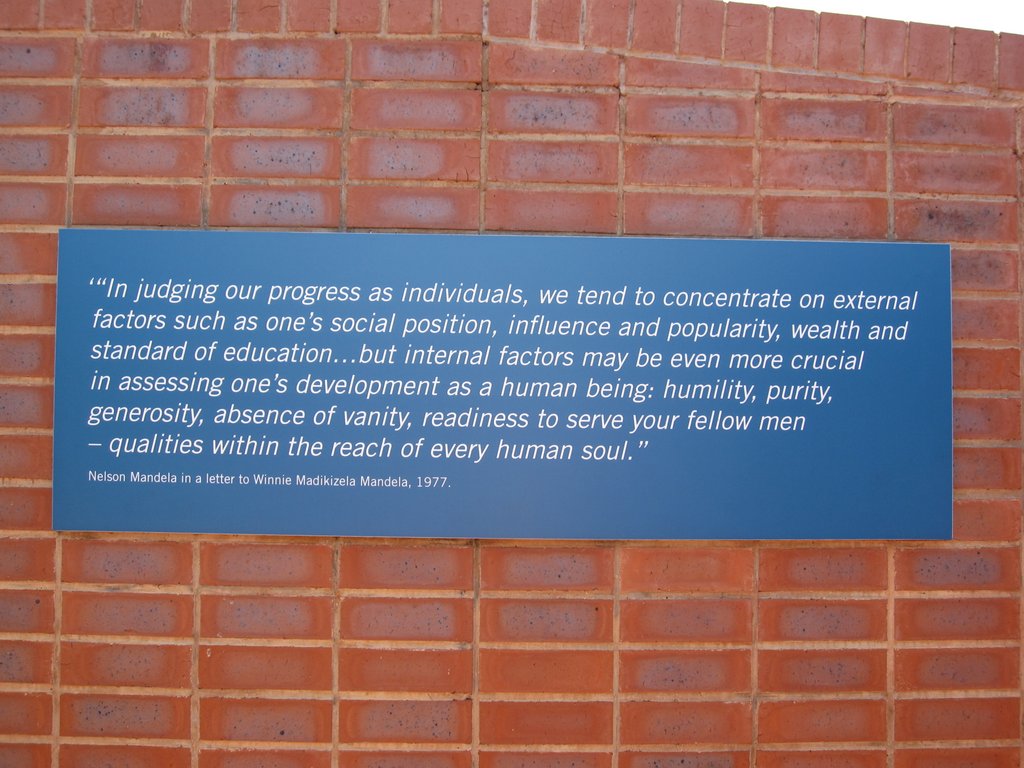 ‘“In judging our progress as individuals, we tend to concentrate on external
factors such as one’s social position, influence and popularity, wealth and
standard of education…but internal factors may be even more crucial
in assessing one’s development as a human being: humility, purity,
generosity, absence of vanity, readiness to serve your fellow men
– qualities within the reach of every human soul.”
Nelson Mandela in a letter to Winnie Madikizela Mandela, 1977.